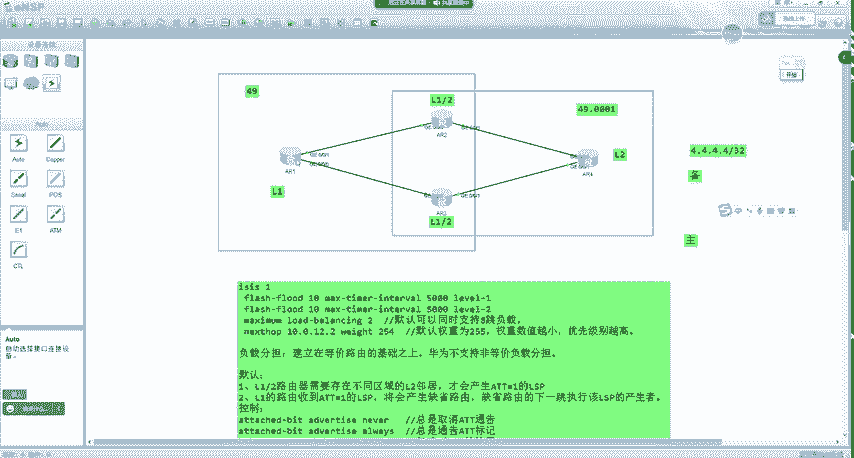 eNSP
49
L1/2
49.0001
AR2
AR1
L2
AR4
4.4.4.4/32
备
L1
AR3
L1/2
主
开始
Auto
Copper
Serial
POS
E1
ATM
CTL
Auto
自动选择接口连接设备。
isis 1
flash-flood 10 max-timer-interval 5000 level-1
flash-flood 10 max-timer-interval 5000 level-2
maximum load-balancing 2 //默认可以同时支持8跳负载,
nexthop 10.0.12.2 weight 254 //默认权重为255，权重数值越小，优先级别越高。
负载分担：建立在等价路由的基础之上，华为不支持非等价负载分担。
默认：
1、L1/2路由器需要存在不同区域的L2邻居，才会产生ATT=1的LSP
2、L1的路由收到ATT=1的LSP，将会产生缺省路由，缺省路由的下一跳执行该LSP的产生者。
控制：
attached-bit advertise never //总是取消ATT通告
attached-bit advertise always //总是通告ATT标记